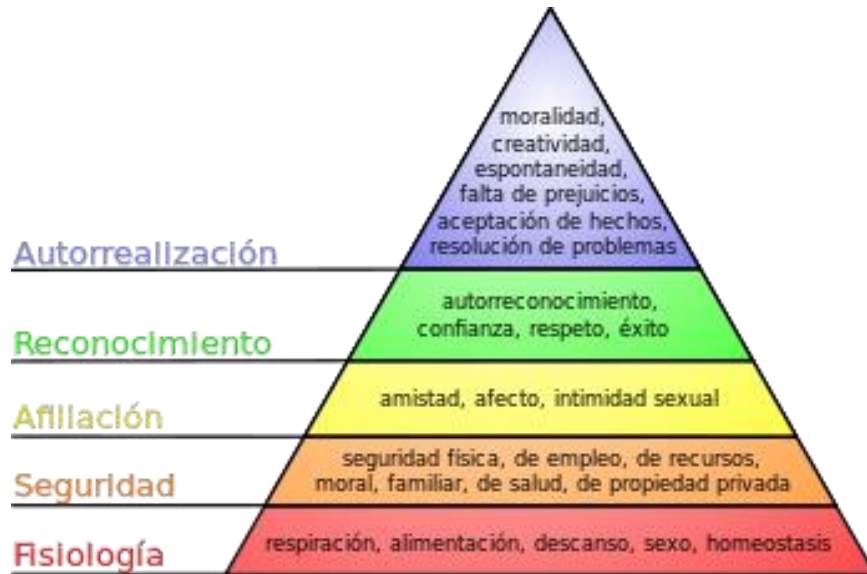 moralidad,
creatividad,
espontaneidad,
falta de prejuicios,
aceptación de hechos,
resolución de problemas
Autorrealización
autorreconocimiento,
confianza, respeto, éxito
Reconocimiento
amistad, afecto, intimidad sexual
Afiliación
seguridad física, de empleo, de recursos,
moral, familiar, de salud, de propiedad privada
Seguridad
respiración, alimentación, descanso, sexo, homeostasis
Fisiología